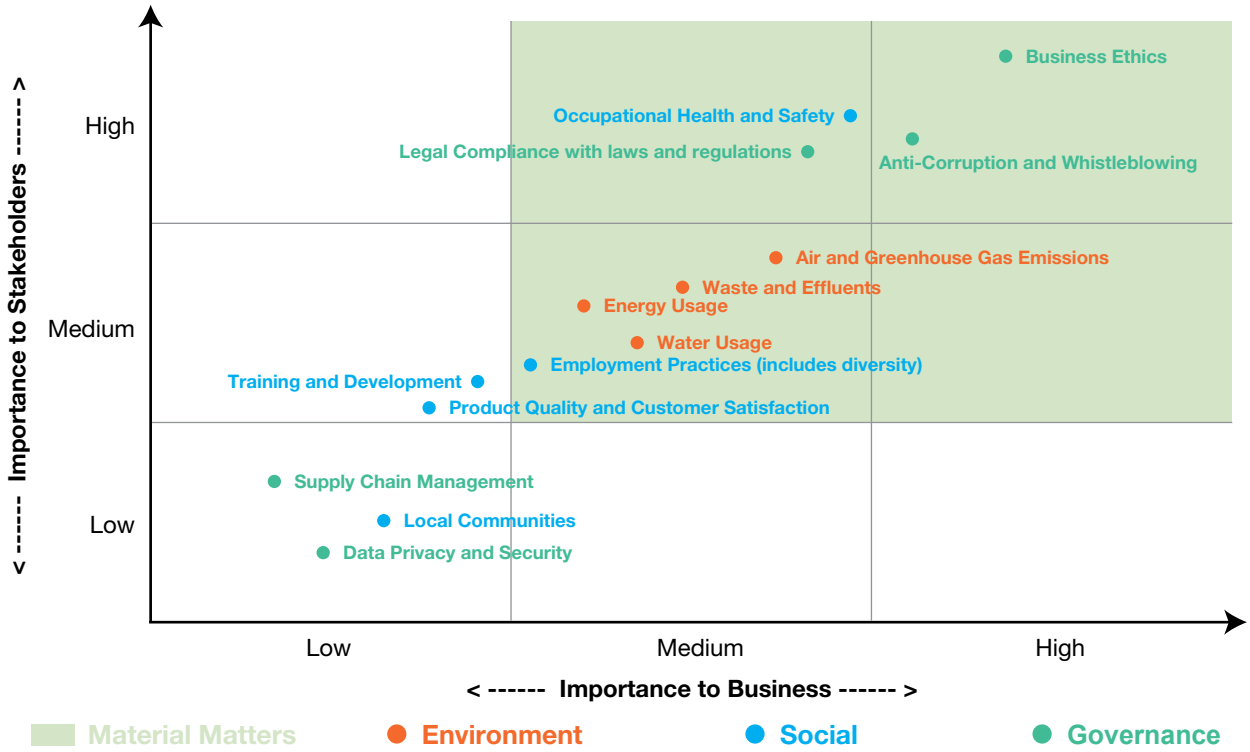 < ------ Importance to Stakeholders ------ >
High
Medium
Low
Business Ethics
Occupational Health and Safety
Legal Compliance with laws and regulations
Anti-Corruption and Whistleblowing
Air and Greenhouse Gas Emissions
Waste and Effluents
Energy Usage
Water Usage
Employment Practices (includes diversity)
Training and Development
Product Quality and Customer Satisfaction
Supply Chain Management
Local Communities
Data Privacy and Security
Low Medium High
< ------ Importance to Business ------ >
Material Matters Environment Social Governance